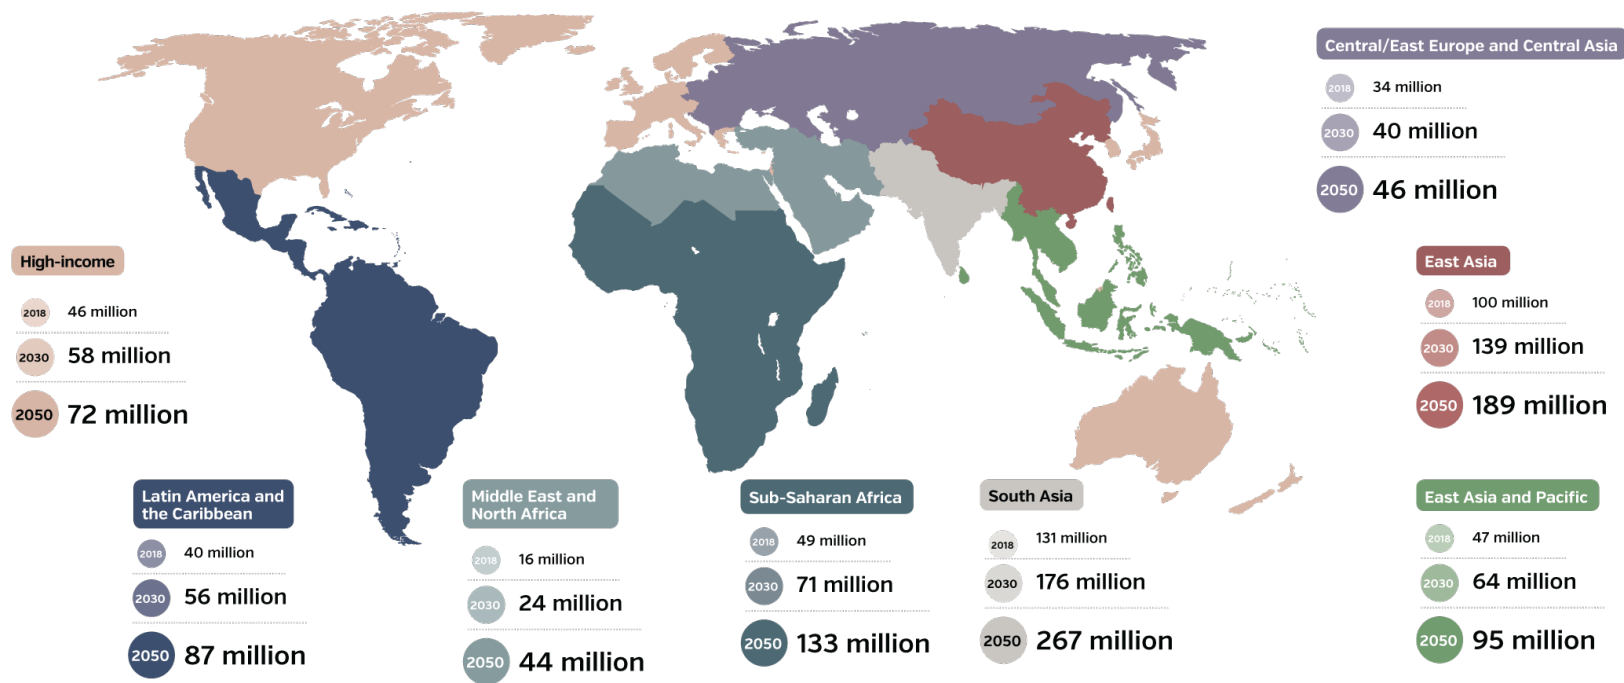 Central/East Europe and Central Asia
2018 34 million
2030 40 million
2050 46 million
High-income
2018 46 million
2030 58 million
2050 72 million
East Asia
2018 100 million
2030 139 million
2050 189 million
Latin America and
the Caribbean
2018 40 million
2030 56 million
2050 87 million
Middle East and
North Africa
2018 16 million
2030 24 million
2050 44 million
Sub-Saharan Africa
2018 49 million
2030 71 million
2050 133 million
South Asia
2018 131 million
2030 176 million
2050 267 million
East Asia and Pacific
2018 47 million
2030 64 million
2050 95 million